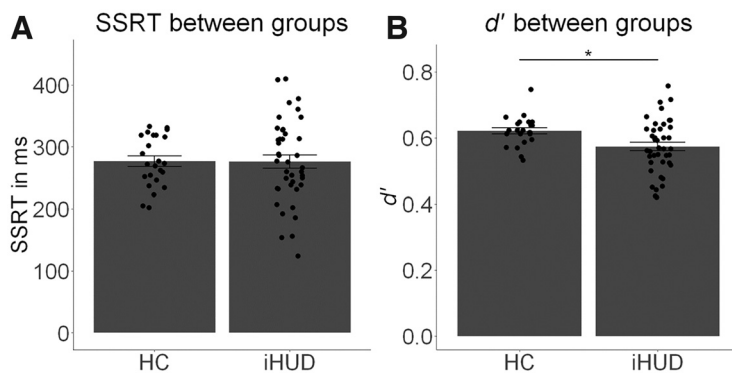 A SSRT between groups
SSRT in ms
400
300
200
100
0
HC iHUD
B d′ between groups
*
d′
0.8
0.6
0.4
0.2
0.0
HC iHUD